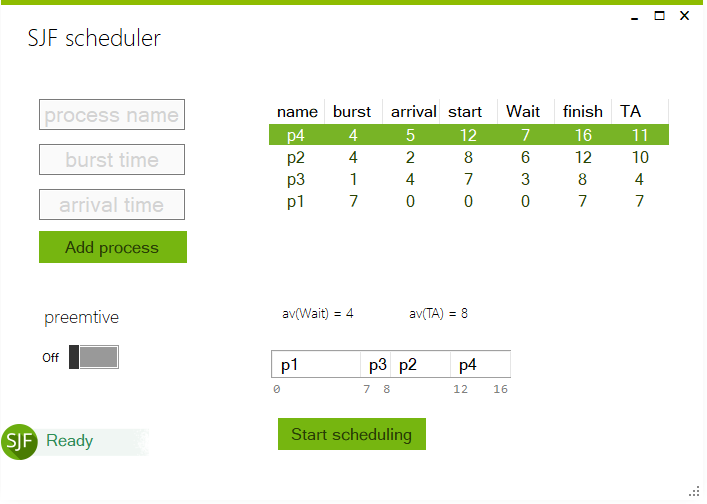 SJF scheduler
process name
burst time
arrival time
Add process
preemtive
Off
SJF Ready
name burst arrival start Wait finish TA
p4 4 5 12 7 16 11
p2 4 2 8 6 12 10
p3 1 4 7 3 8 4
p1 7 0 0 0 7 7
av(Wait) = 4 av(TA) = 8
p1 p3 p2 p4
0 7 8 12 16
Start scheduling